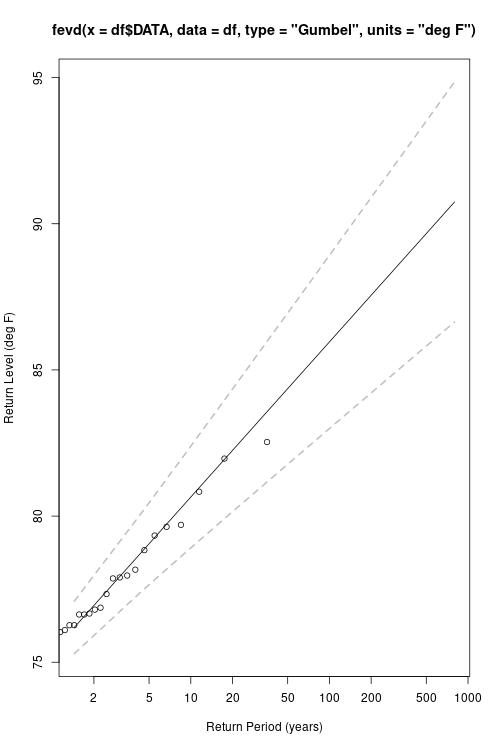 fevd(x = df$DATA, data = df, type = "Gumbel", units = "deg F")
95
90
85
80
75
Return Level (deg F)
2 5 10 20 50 100 200 500 1000
Return Period (years)